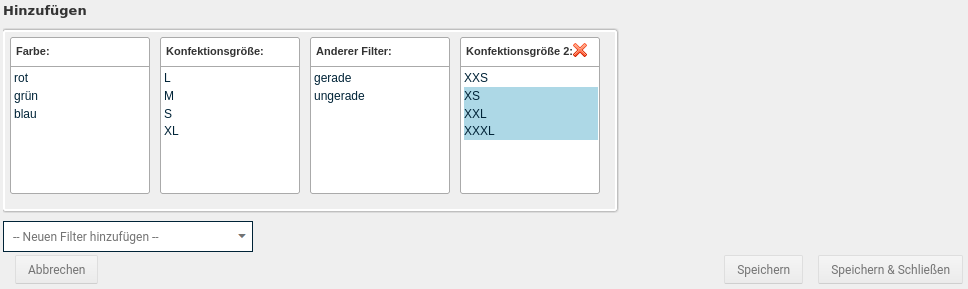 Hinzufügen
Farbe:
rot
grün
blau
Konfektionsgröße:
L
M
S
XL
Anderer Filter:
gerade
ungerade
Konfektionsgröße 2:
XXS
XS
XXL
XXXL
-- Neuen Filter hinzufügen --
Abbrechen
Speichern
Speichern & Schließen